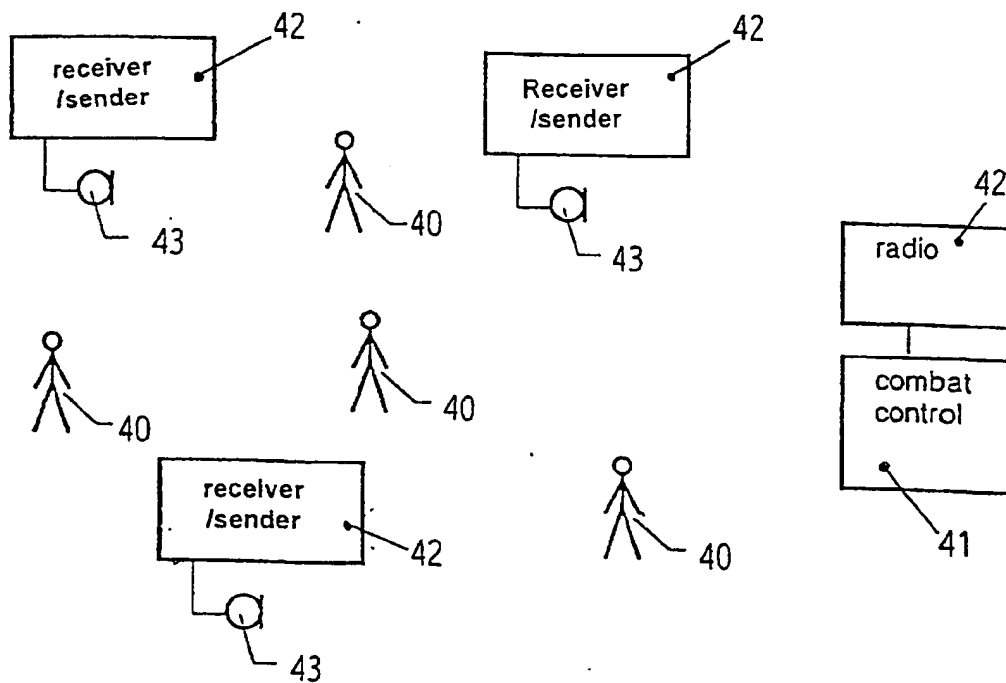 42
receiver
/sender
43
42
Receiver
/sender
43
40
42
radio
combat
control
41
40
40
receiver
/sender
42
43
40